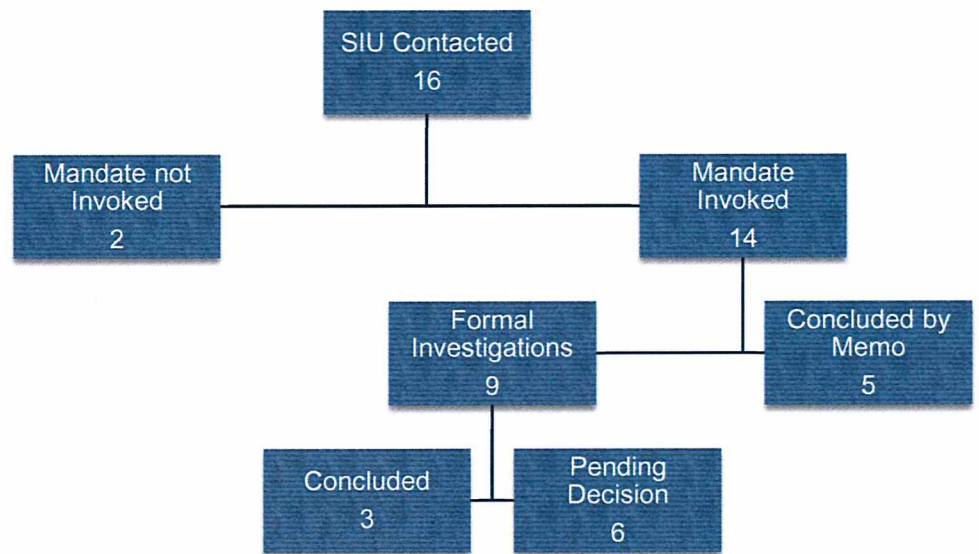 SIU Contacted
16
Mandate not
Invoked
2
Mandate
Invoked
14
Formal
Investigations
9
Concluded by
Memo
5
Concluded
3
Pending
Decision
6